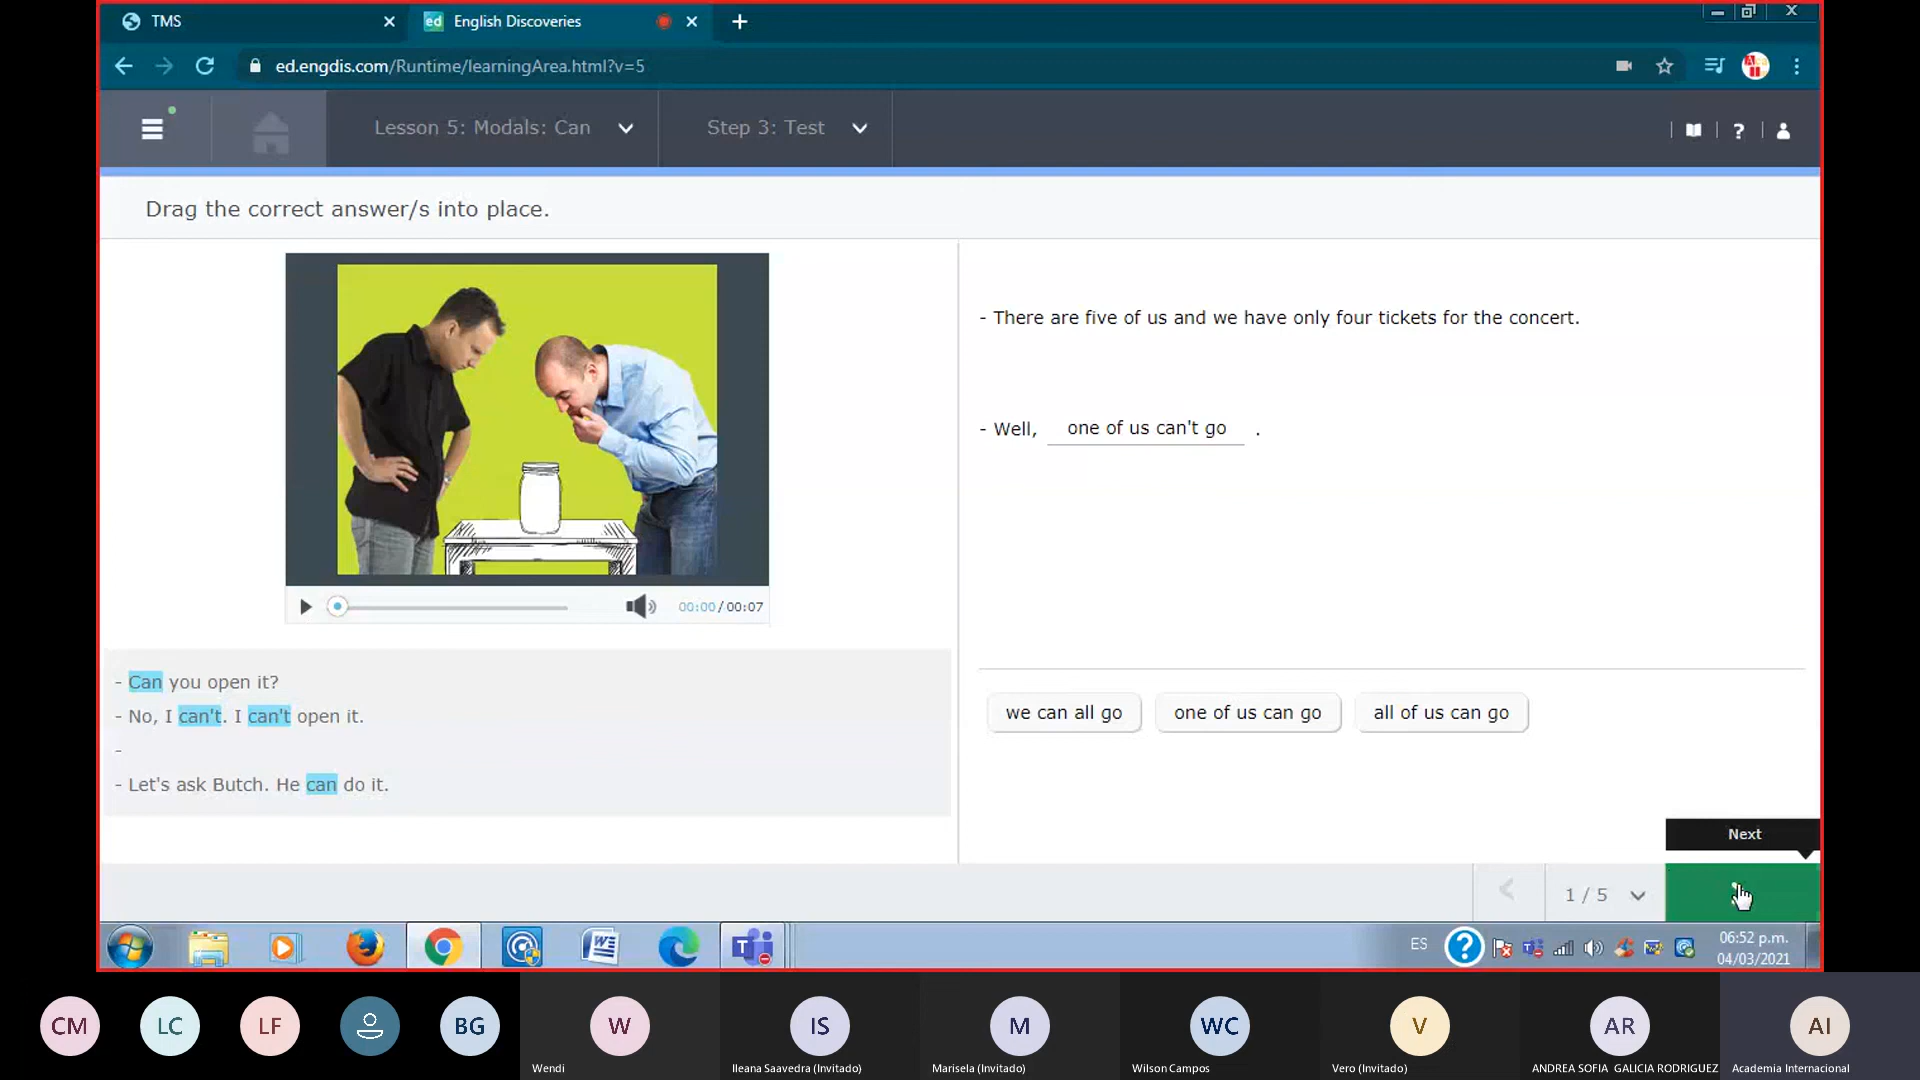 TMS
ed English Discoveries
ed.engdis.com/Runtime/learningArea.html?v=5
Lesson 5: Modals: Can
Step 3: Test
?
Drag the correct answer/s into place.
- There are five of us and we have only four tickets for the concert.
- Well, one of us can't go .
00:00 / 00:07
- Can you open it?
- No, I can't. I can't open it.
-
- Let's ask Butch. He can do it.
we can all go
one of us can go
all of us can go
Next
1 / 5
ES
06:52 p.m.
04/03/2021
CM
LC
LF
BG
W
IS
M
WC
V
AR
AI
Wendi
Ileana Saavedra (Invitado)
Marisela (Invitado)
Wilson Campos
Vero (Invitado)
ANDREA SOFIA GALICIA RODRIGUEZ
Academia Internacional